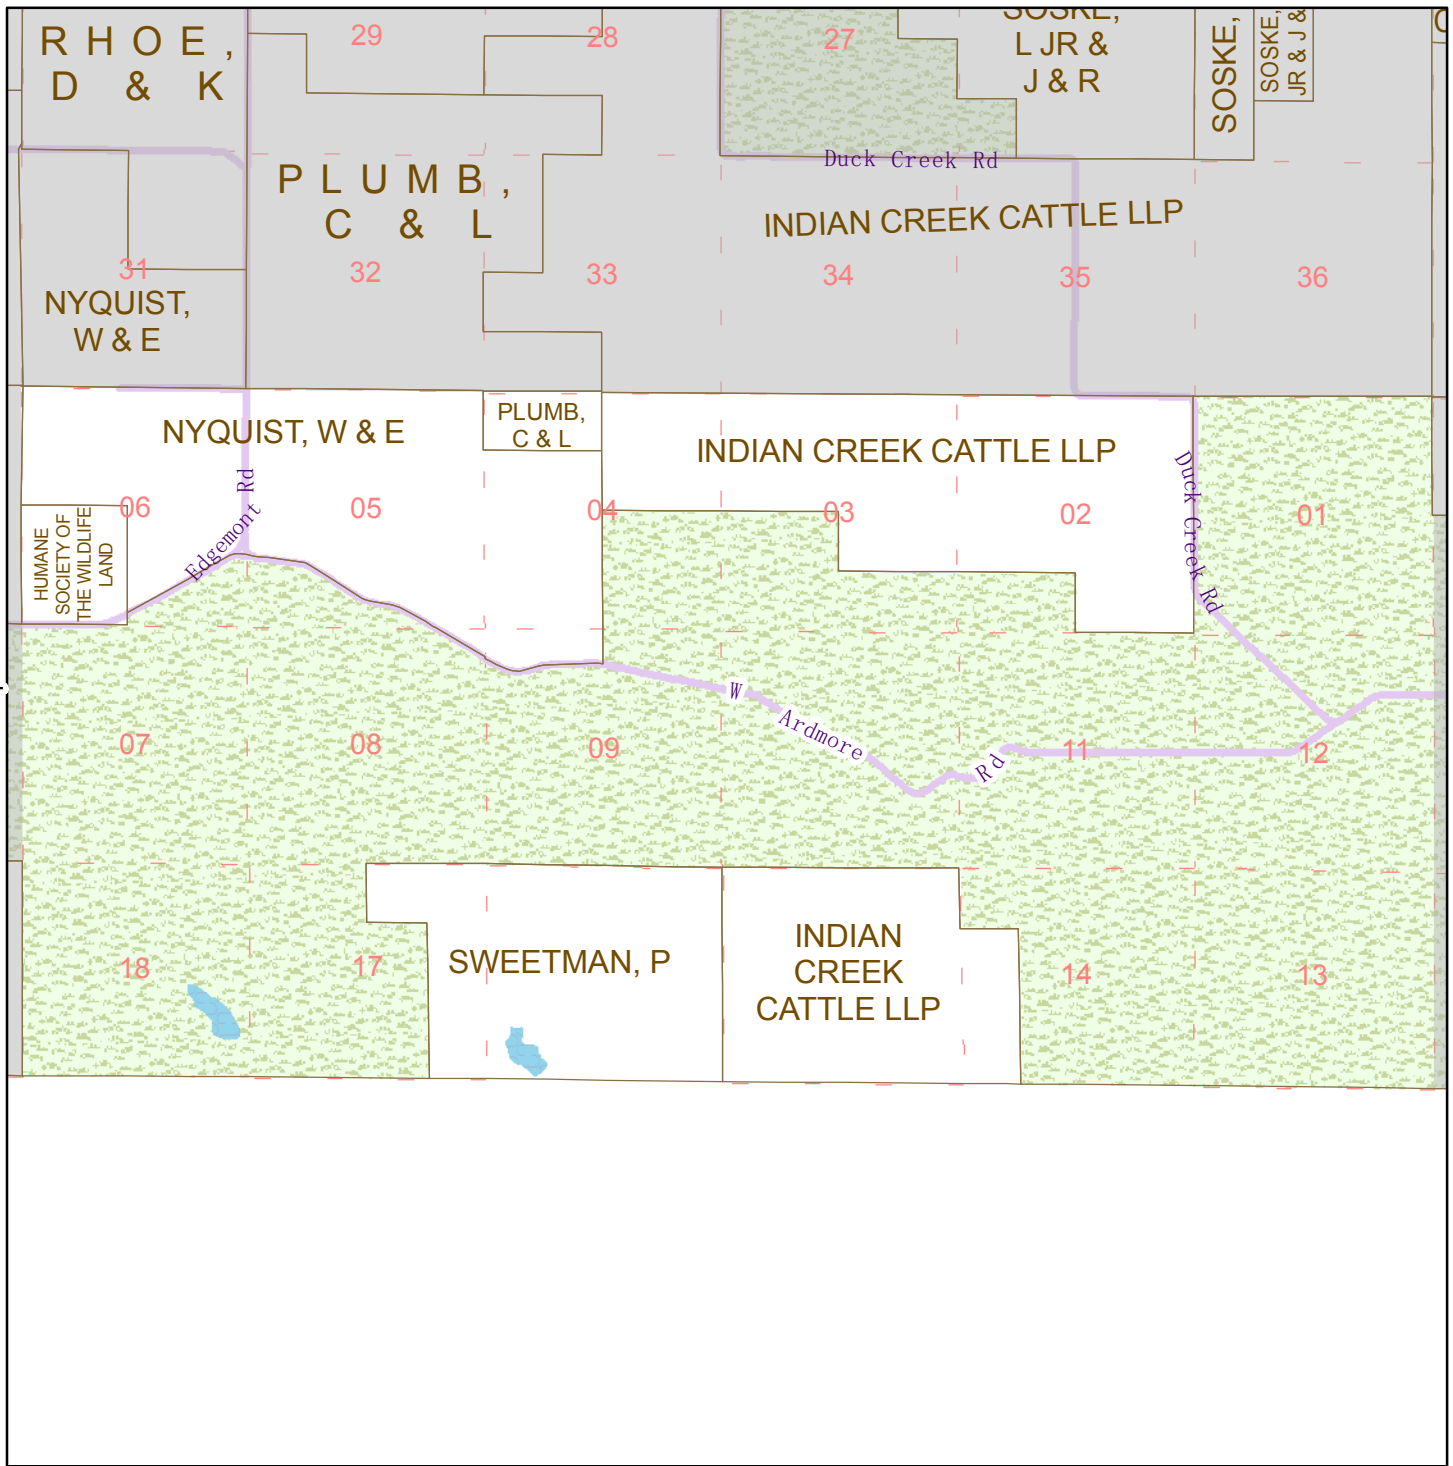 RHOE,
D & K
29
28
27
SOSKE,
L JR &
J & R
SOSKE,
SOSKE,
JR & J &
Duck Creek Rd
PLUMB,
C & L
INDIAN CREEK CATTLE LLP
31
32
33
34
35
36
NYQUIST,
W & E
NYQUIST, W & E
PLUMB,
C & L
INDIAN CREEK CATTLE LLP
Duck Creek Rd
Edgemont Rd
06
05
04
03
02
01
HUMANE
SOCIETY OF
THE WILDLIFE
LAND
W Ardmore Rd
07
08
09
11
12
SWEETMAN, P
INDIAN
CREEK
CATTLE LLP
18
17
14
13